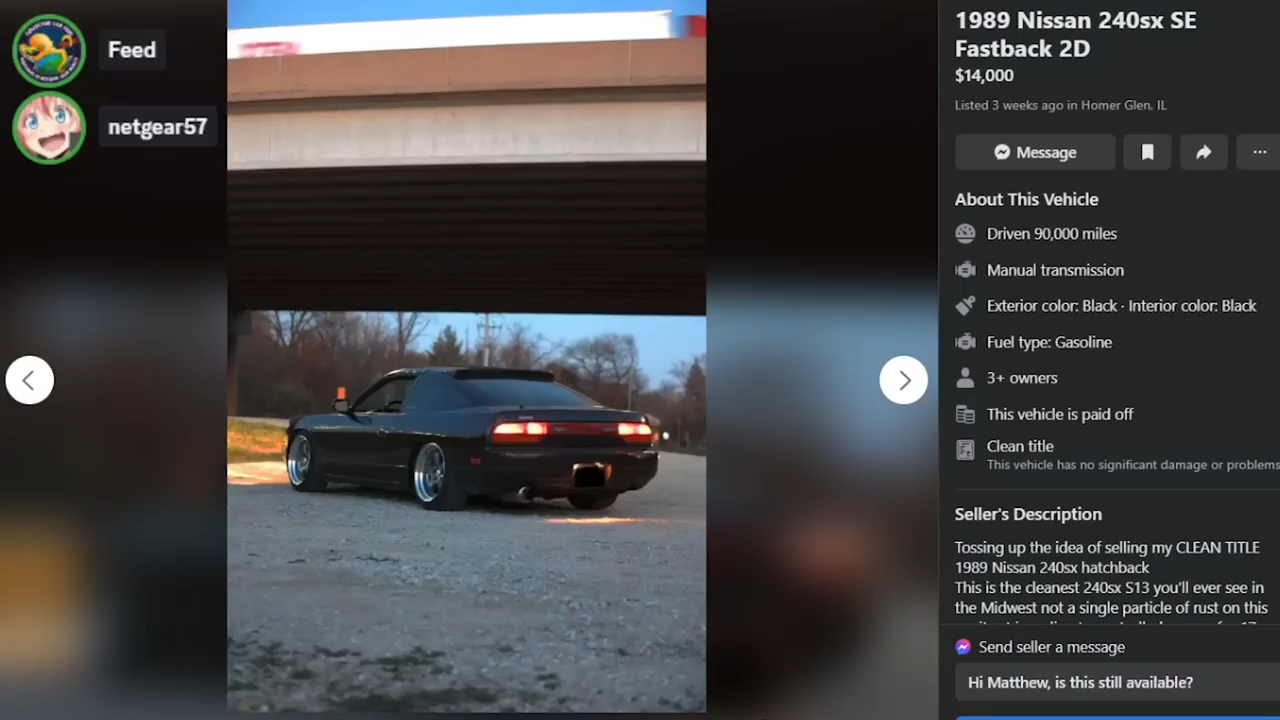 Feed
netgear57
1989 Nissan 240sx SE
Fastback 2D
$14,000
Listed 3 weeks ago in Homer Glen, IL
Message
About This Vehicle
Driven 90,000 miles
Manual transmission
Exterior color: Black · Interior color: Black
Fuel type: Gasoline
3+ owners
This vehicle is paid off
Clean title
This vehicle has no significant damage or problems
Seller's Description
Tossing up the idea of selling my CLEAN TITLE
1989 Nissan 240sx hatchback
This is the cleanest 240sx S13 you'll ever see in
the Midwest not a single particle of rust on this
Send seller a message
Hi Matthew, is this still available?